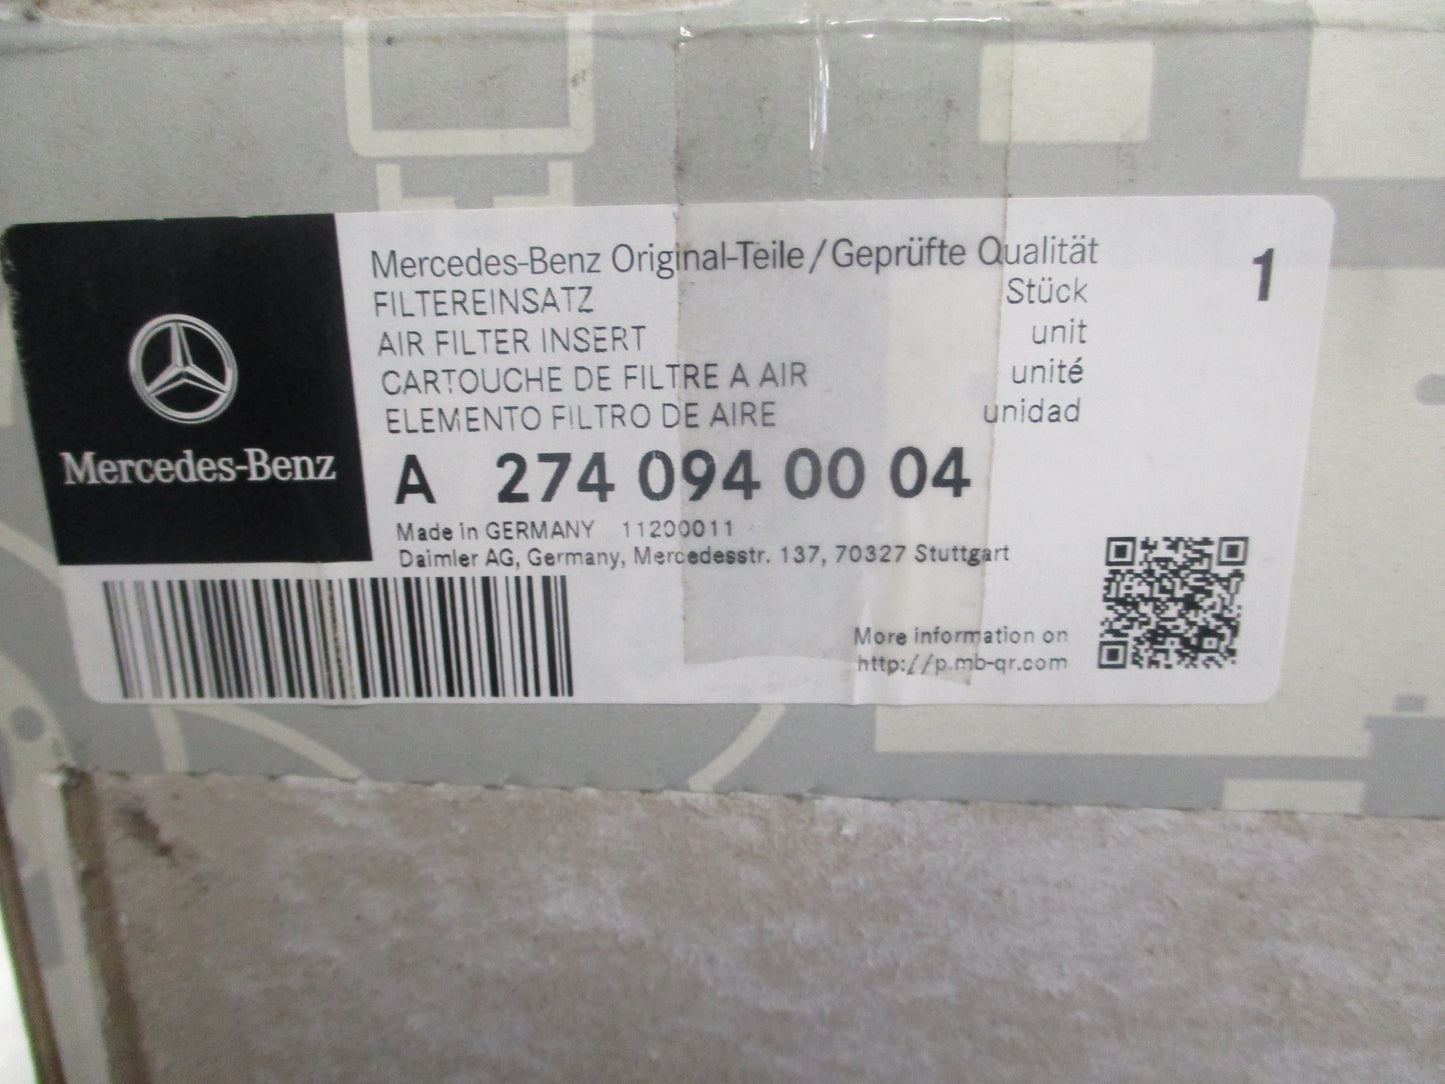 Mercedes-Benz
Mercedes-Benz Original-Teile/Geprüfte Qualität
FILTEREINSATZ Stück 1
AIR FILTER INSERT unit
CARTOUCHE DE FILTRE A AIR unité
ELEMENTO FILTRO DE AIRE unidad
A 274 094 00 04
Made in GERMANY 11200011
Daimler AG, Germany, Mercedesstr. 137, 70327 Stuttgart
More information on
http://p.mb-qr.com